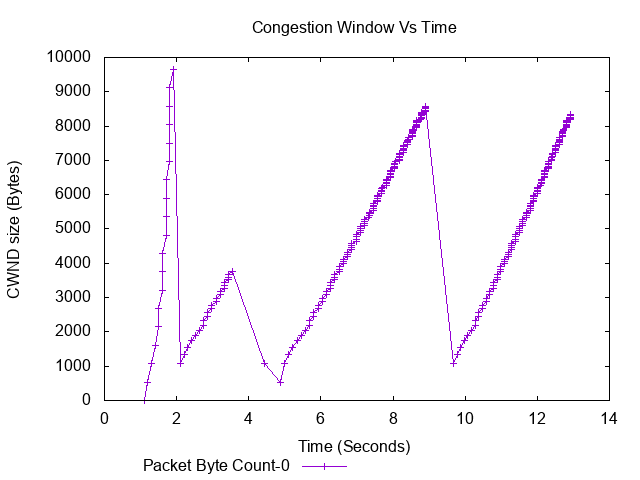 Congestion Window Vs Time
10000
9000
8000
7000
6000
5000
4000
3000
2000
1000
0
CWND size (Bytes)
0 2 4 6 8 10 12 14
Time (Seconds)
Packet Byte Count-0